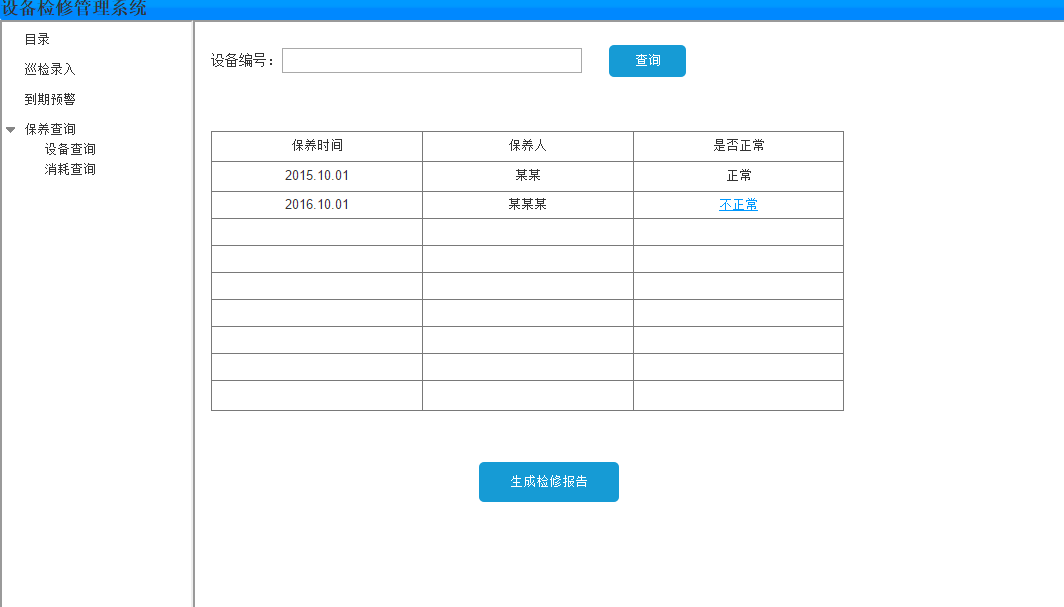 设备检修管理系统
目录
巡检录入
到期预警
保养查询
设备查询
消耗查询
设备编号： 查询
保养时间 保养人 是否正常
2015.10.01 某某 正常
2016.10.01 某某某 不正常
生成检修报告